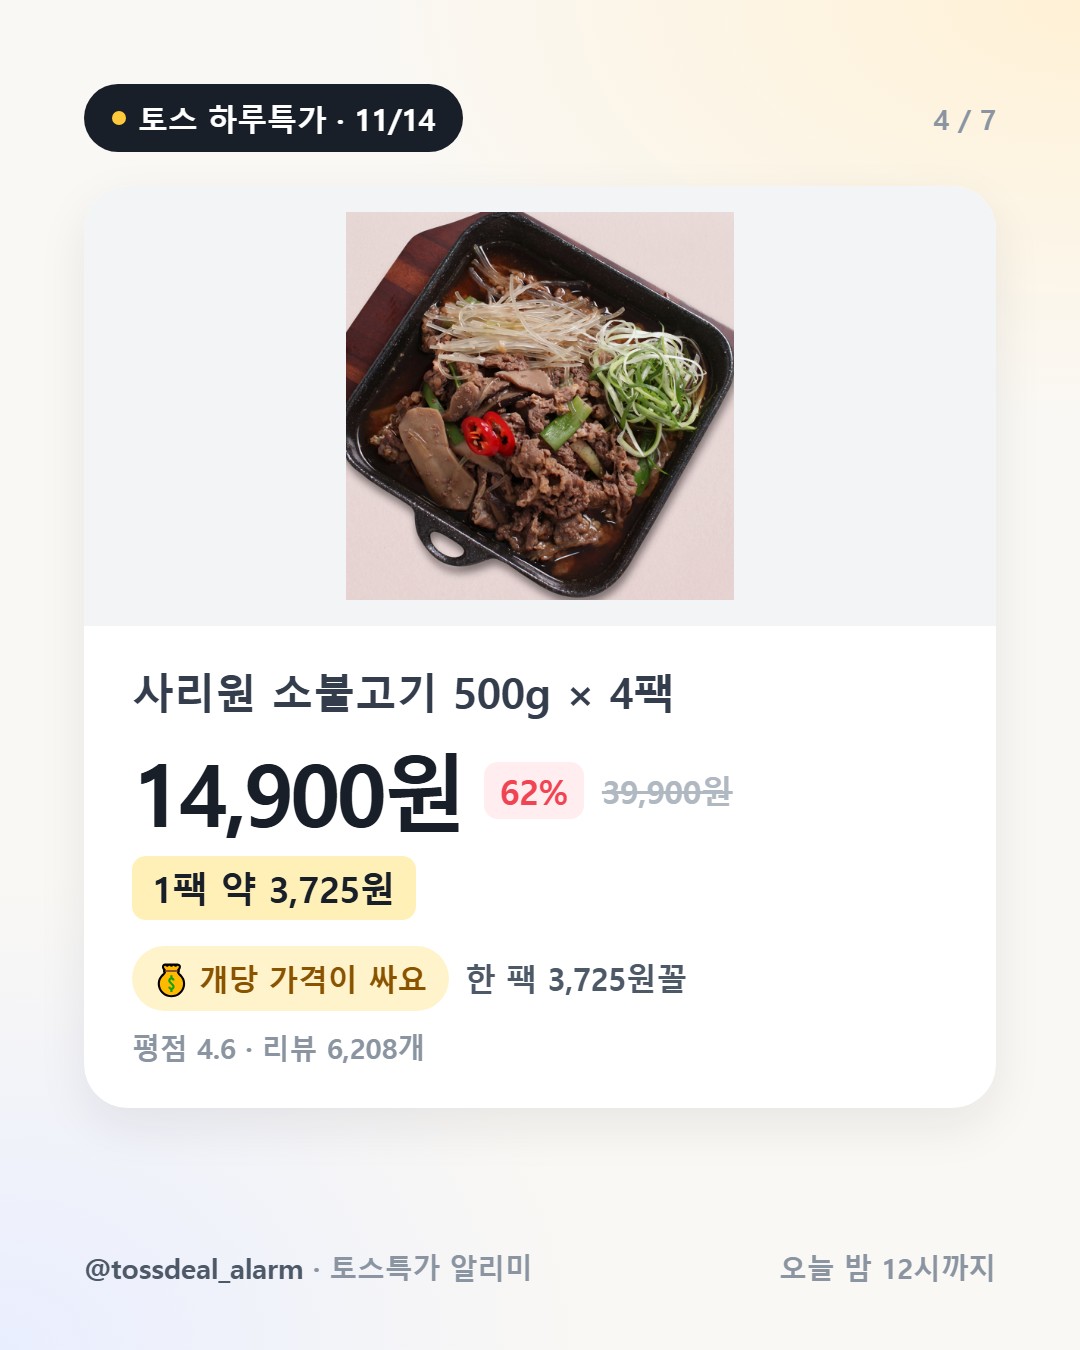 토스 하루특가 · 11/14
4 / 7
사리원 소불고기 500g × 4팩
14,900원 62% 39,900원
1팩 약 3,725원
개당 가격이 싸요 한 팩 3,725원꼴
평점 4.6 · 리뷰 6,208개
@tossdeal_alarm · 토스특가 알리미
오늘 밤 12시까지